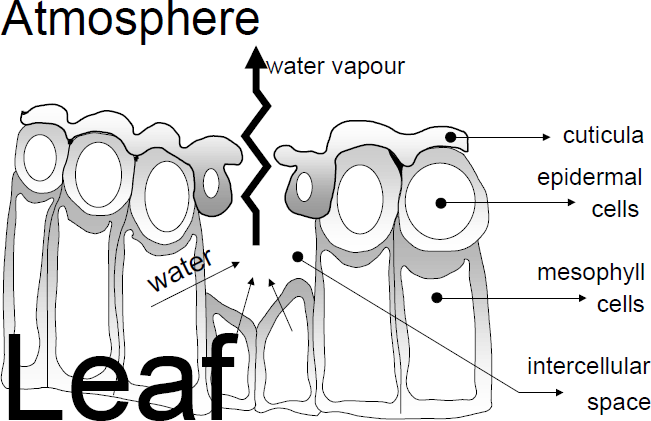 Atmosphere
water vapour
cuticula
epidermal
cells
water
mesophyll
cells
Leaf
intercellular
space